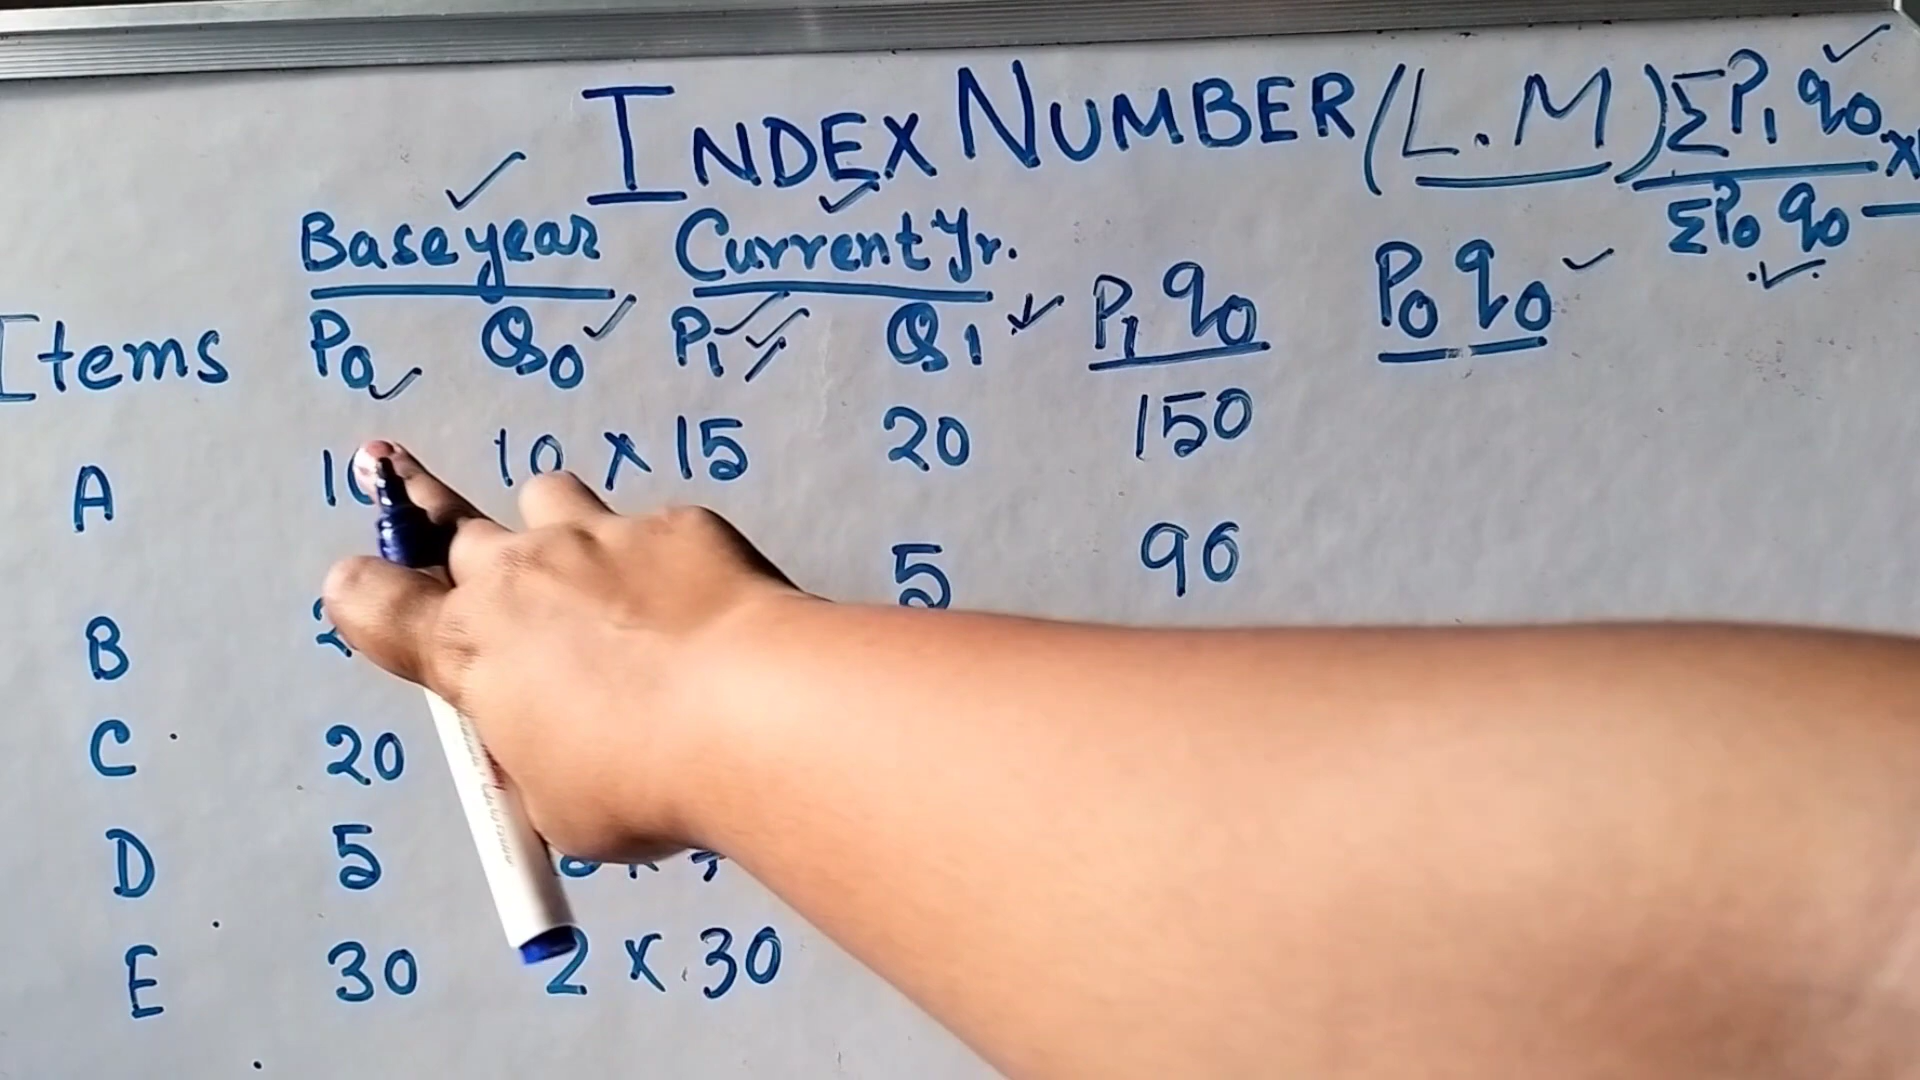 INDEX NUMBER (L.M) ΣP₁ q₀ ×
ΣP₀ q₀
Base year Current Yr.
Items P₀ Q₀ P₁ Q₁ P₁ q₀ P₀ q₀
A 10 10 × 15 20 150
B 5 90
C 20
D 5
E 30 2 × 30